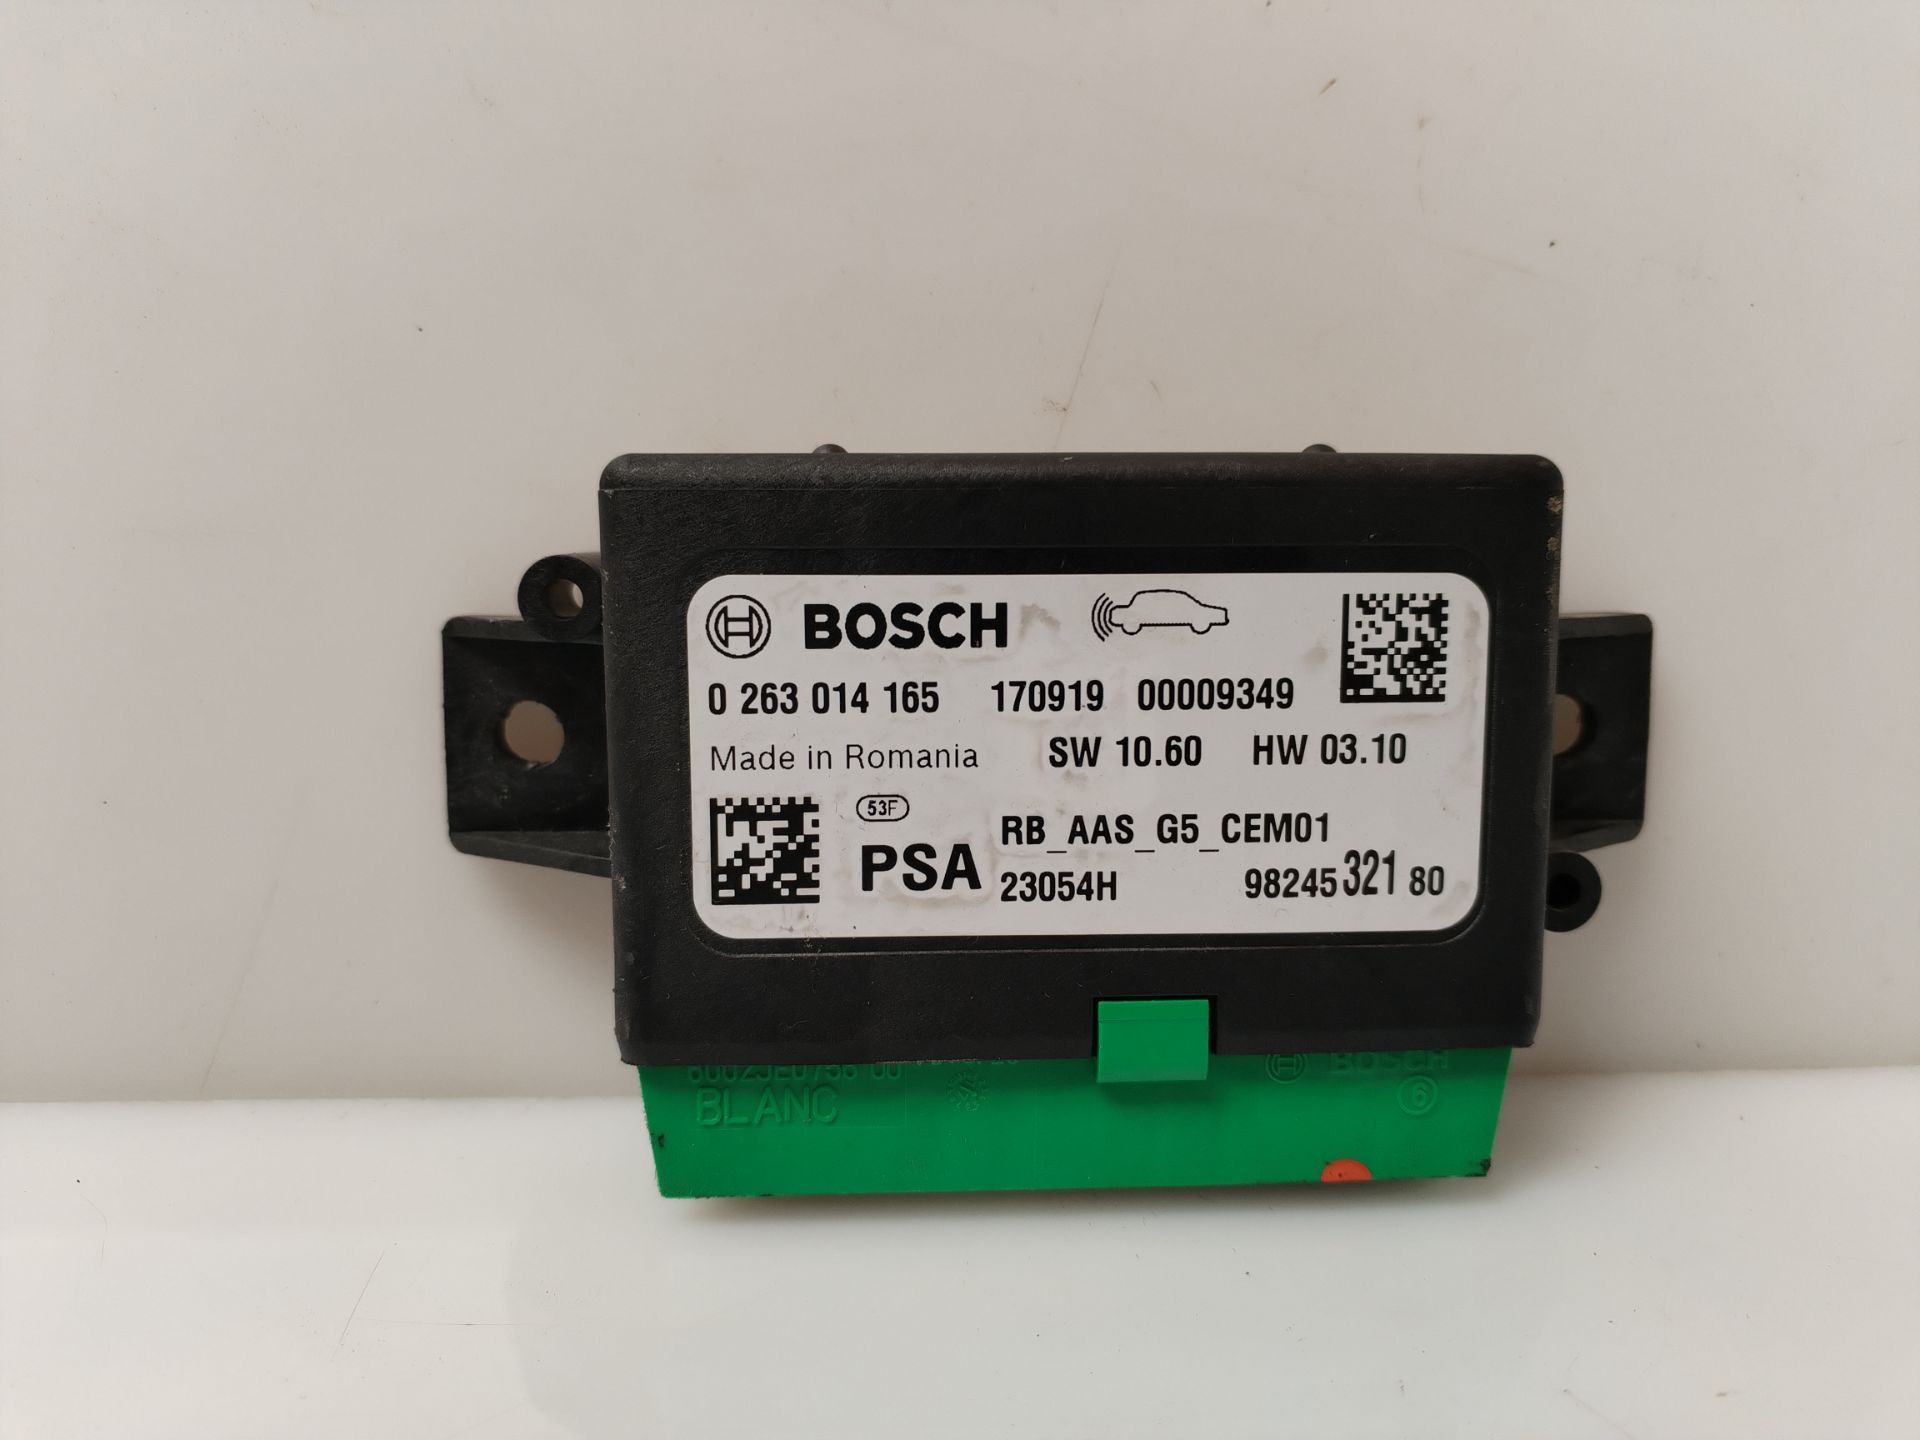 BOSCH
0 263 014 165 170919 00009349
Made in Romania SW 10.60 HW 03.10
53F
RB_AAS_G5_CEM01
PSA 23054H 98245 321 80
BOSCH
BLANC 6